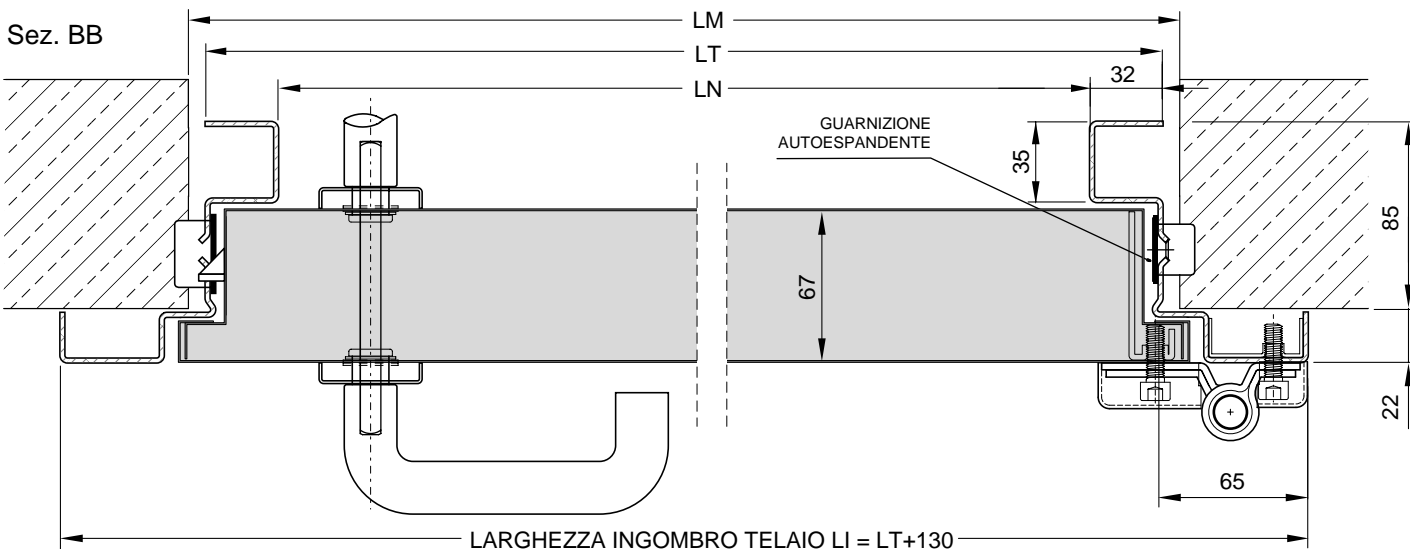 Sez. BB
LM
LT
LN
32
GUARNIZIONE
AUTOESPANDENTE
35
85
67
22
65
LARGHEZZA INGOMBRO TELAIO LI = LT+130